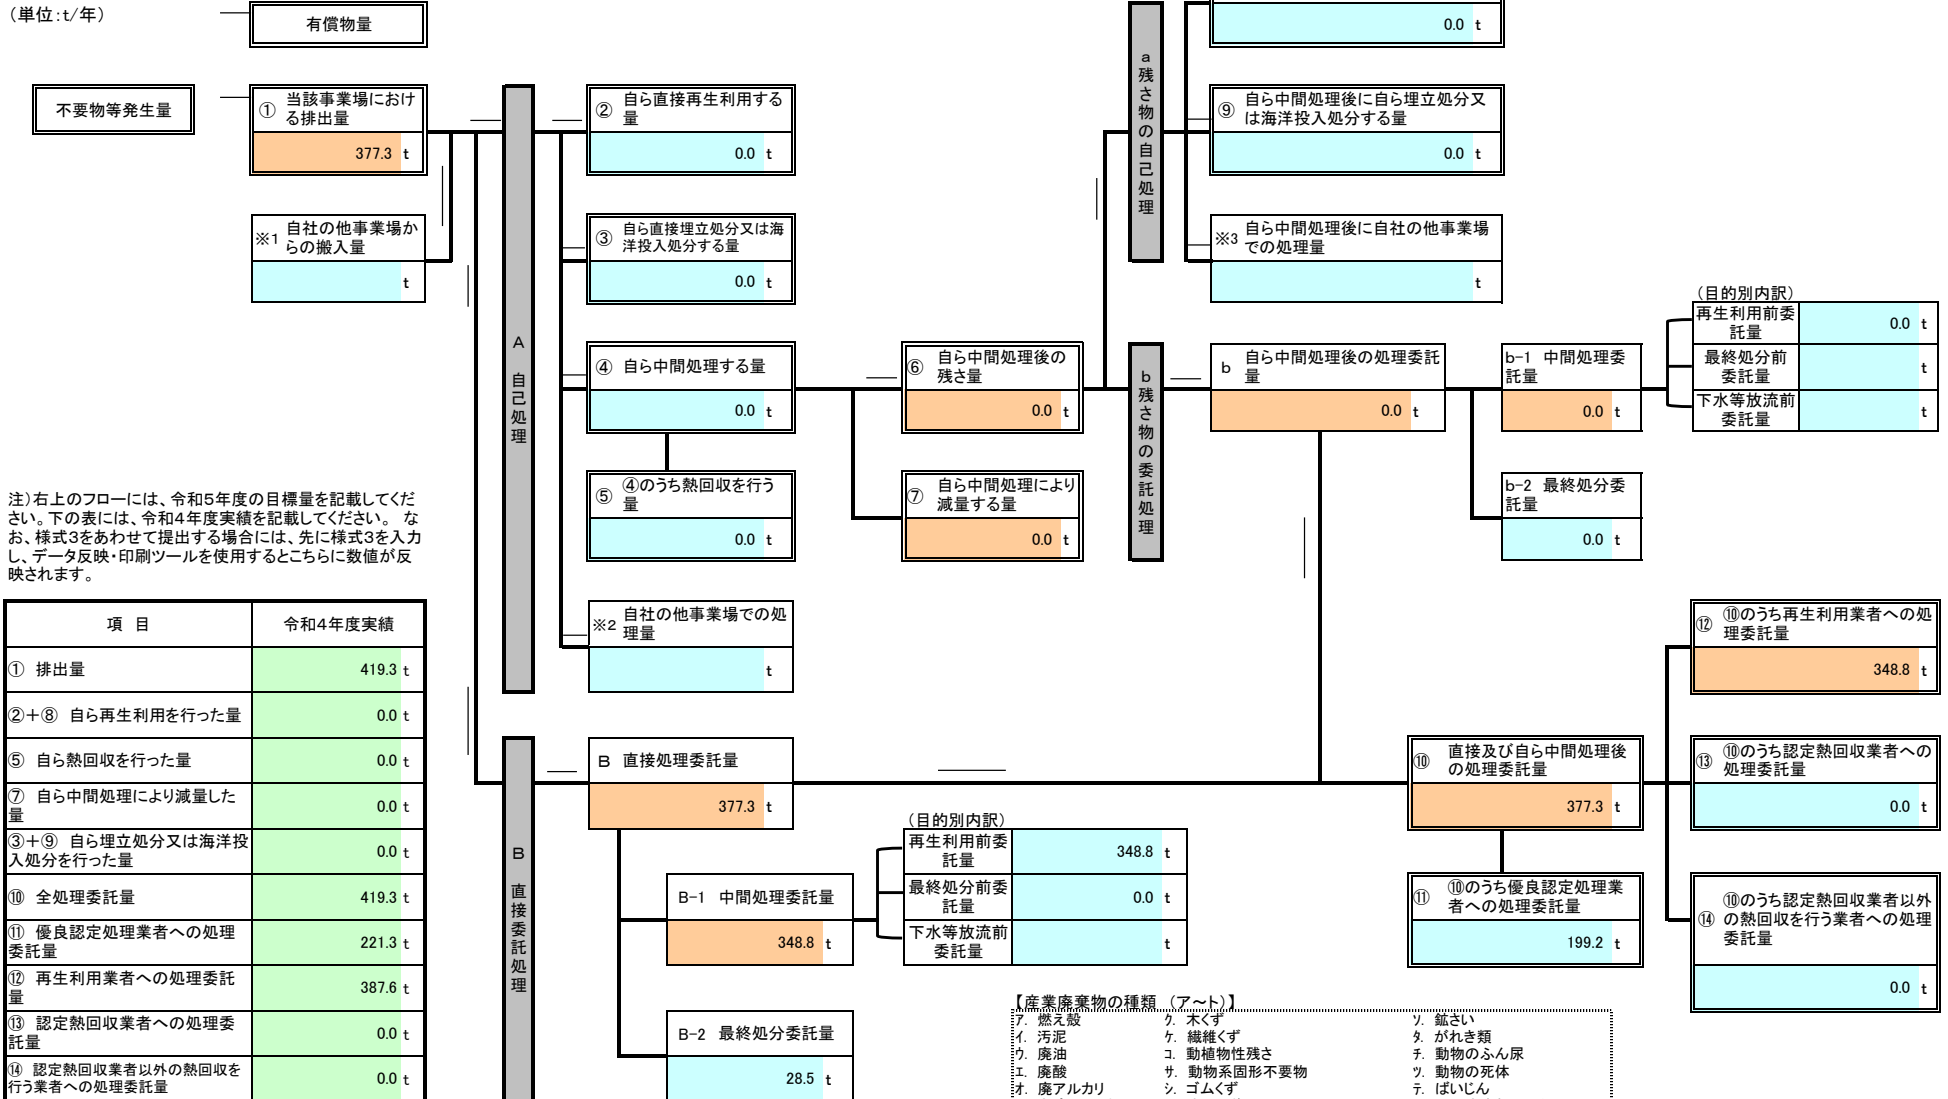 （単位:t/年）
有償物量
不要物等発生量
① 当該事業場におけ
る排出量
377.3 t
※1 自社の他事業場か
らの搬入量
t
A 自己処理
② 自ら直接再生利用する
量
0.0 t
③ 自ら直接埋立処分又は海
洋投入処分する量
0.0 t
④ 自ら中間処理する量
0.0 t
⑤ ④のうち熱回収を行う
量
0.0 t
※2 自社の他事業場での処
理量
t
⑥ 自ら中間処理後の
残さ量
0.0 t
⑦ 自ら中間処理により
減量する量
0.0 t
a 残さ物の自己処理
0.0 t
⑨ 自ら中間処理後に自ら埋立処分又
は海洋投入処分する量
0.0 t
※3 自ら中間処理後に自社の他事業場
での処理量
t
b 残さ物の委託処理
b 自ら中間処理後の処理委託
量
0.0 t
b-1 中間処理委
託量
0.0 t
b-2 最終処分委
託量
0.0 t
（目的別内訳）
再生利用前委
託量
0.0 t
最終処分前
委託量
t
下水等放流前
委託量
t
注）右上のフローには、令和５年度の目標量を記載してくだ
さい。下の表には、令和４年度実績を記載してください。 な
お、様式３をあわせて提出する場合には、先に様式３を入力
し、データ反映・印刷ツールを使用するとこちらに数値が反
映されます。
項 目 令和４年度実績
① 排出量 419.3 t
②＋⑧ 自ら再生利用を行った量 0.0 t
⑤ 自ら熱回収を行った量 0.0 t
⑦ 自ら中間処理により減量した
量 0.0 t
③＋⑨ 自ら埋立処分又は海洋投
入処分を行った量 0.0 t
⑩ 全処理委託量 419.3 t
⑪ 優良認定処理業者への処理
委託量 221.3 t
⑫ 再生利用業者への処理委託
量 387.6 t
⑬ 認定熱回収業者への処理委
託量 0.0 t
⑭ 認定熱回収業者以外の熱回収を
行う業者への処理委託量 0.0 t
B 直接委託処理
B 直接処理委託量
377.3 t
B-1 中間処理委託量
348.8 t
B-2 最終処分委託量
28.5 t
（目的別内訳）
再生利用前委
託量
348.8 t
最終処分前委
託量
0.0 t
下水等放流前
委託量
t
⑩ 直接及び自ら中間処理後
の処理委託量
377.3 t
⑪ ⑩のうち優良認定処理業
者への処理委託量
199.2 t
⑫ ⑩のうち再生利用業者への処
理委託量
348.8 t
⑬ ⑩のうち認定熱回収業者への
処理委託量
0.0 t
⑭ ⑩のうち認定熱回収業者以外
の熱回収を行う業者への処理
委託量
0.0 t
【産業廃棄物の種類 （ア～ト）】
ア. 燃え殻 ク. 木くず ソ. 鉱さい
イ. 汚泥 ケ. 繊維くず タ. がれき類
ウ. 廃油 コ. 動植物性残さ チ. 動物のふん尿
エ. 廃酸 サ. 動物系固形不要物 ツ. 動物の死体
オ. 廃アルカリ シ. ゴムくず テ. ばいじん